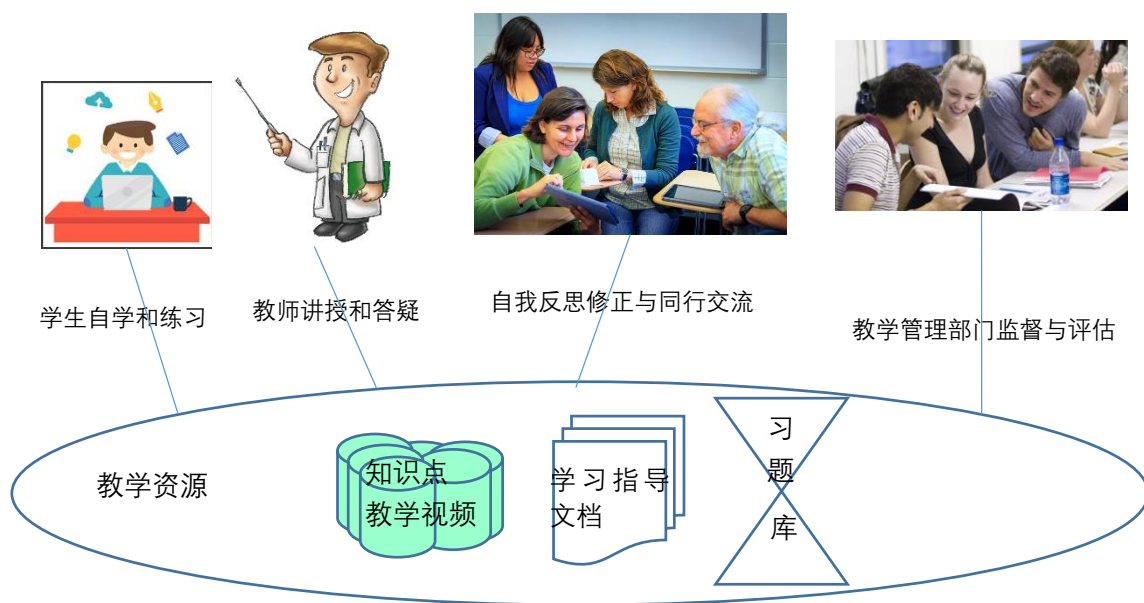 学生自学和练习
教师讲授和答疑
自我反思修正与同行交流
教学管理部门监督与评估
教学资源
知识点
教学视频
学习指导
文档
习
题
库